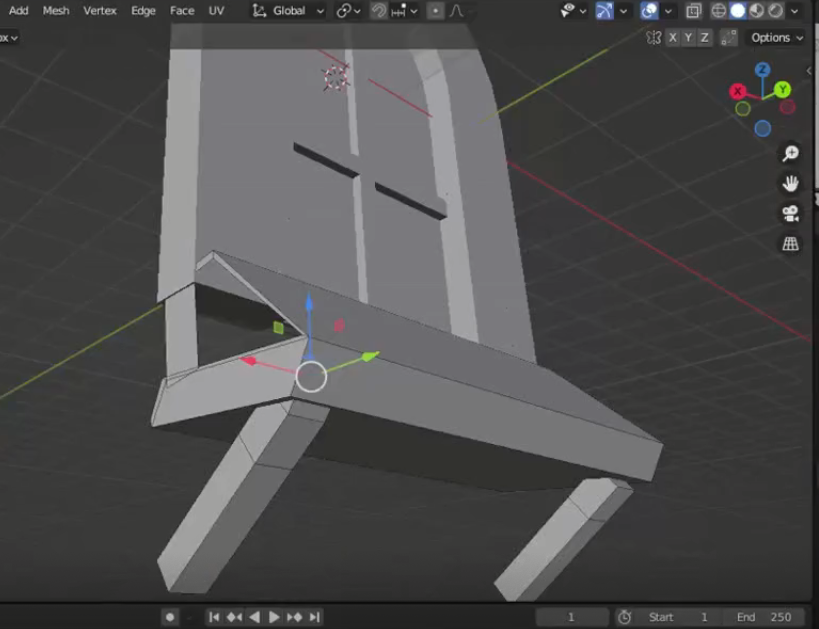 Add Mesh Vertex Edge Face UV Global
X Y Z Options
Z
X Y
1 Start 1 End 250